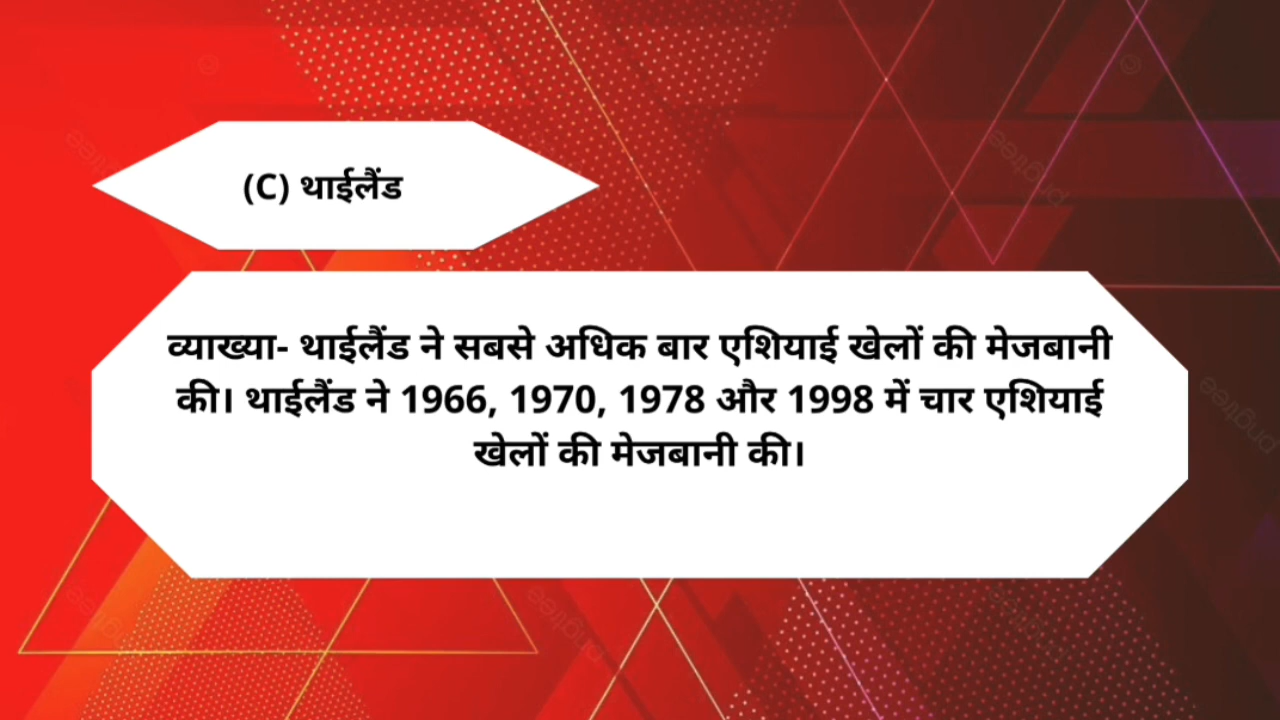 (C) थाईलैंड
व्याख्या- थाईलैंड ने सबसे अधिक बार एशियाई खेलों की मेजबानी
की। थाईलैंड ने 1966, 1970, 1978 और 1998 में चार एशियाई
खेलों की मेजबानी की।